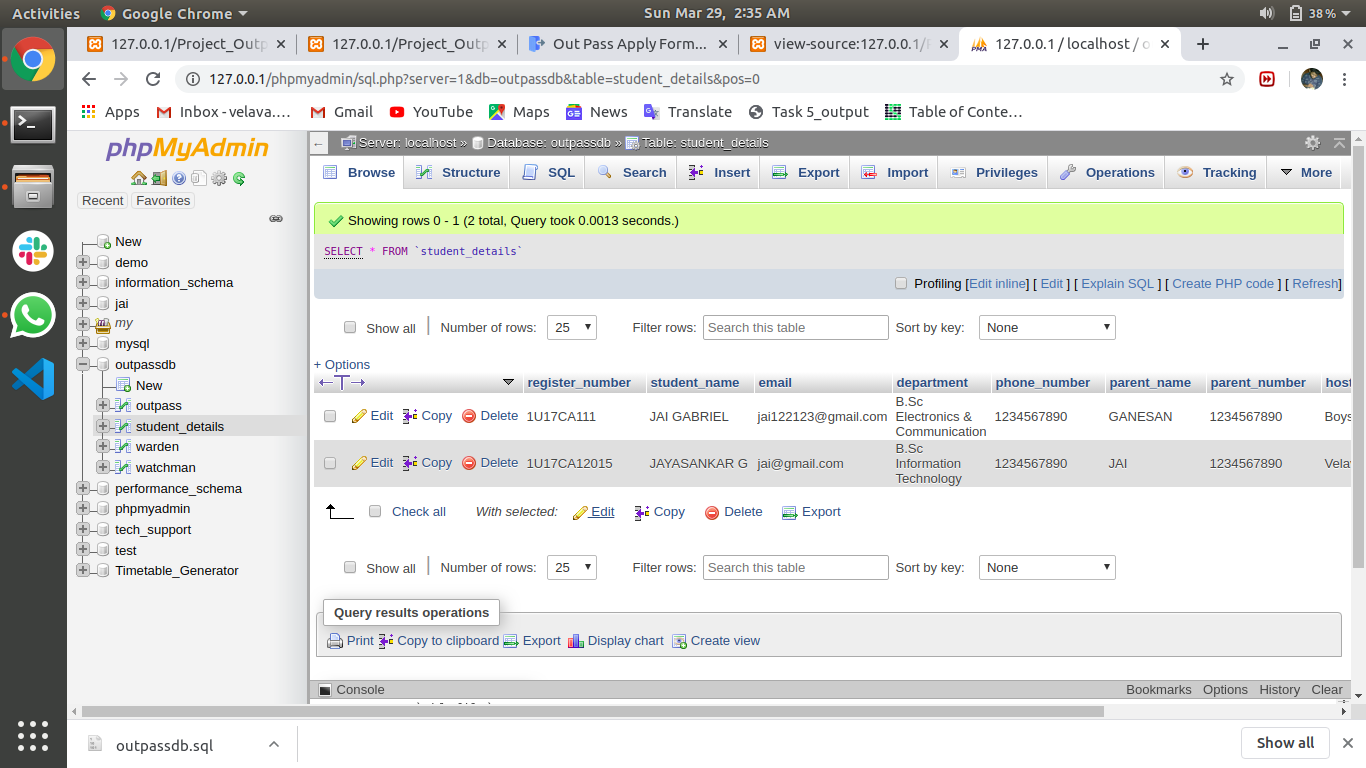 Activities Google Chrome Sun Mar 29, 2:35 AM 38 %
127.0.0.1/Project_Outp 127.0.0.1/Project_Outp Out Pass Apply Form... view-source:127.0.0.1/ 127.0.0.1 / localhost / o
127.0.0.1/phpmyadmin/sql.php?server=1&db=outpassdb&table=student_details&pos=0
Apps Inbox - velava.... Gmail YouTube Maps News Translate Task 5_output Table of Conte...
phpMyAdmin
Recent Favorites
New
demo
information_schema
jai
my
mysql
outpassdb
New
outpass
student_details
warden
watchman
performance_schema
phpmyadmin
tech_support
test
Timetable_Generator
Server: localhost » Database: outpassdb » Table: student_details
Browse Structure SQL Search Insert Export Import Privileges Operations Tracking More
Showing rows 0 - 1 (2 total, Query took 0.0013 seconds.)
SELECT * FROM `student_details`
Profiling [Edit inline] [ Edit ] [ Explain SQL ] [ Create PHP code ] [ Refresh]
Show all Number of rows: 25 Filter rows: Search this table Sort by key: None
+ Options
register_number student_name email department phone_number parent_name parent_number host
Edit Copy Delete 1U17CA111 JAI GABRIEL jai122123@gmail.com B.Sc Electronics & Communication 1234567890 GANESAN 1234567890 Boys
Edit Copy Delete 1U17CA12015 JAYASANKAR G jai@gmail.com B.Sc Information Technology 1234567890 JAI 1234567890 Vela
Check all With selected: Edit Copy Delete Export
Show all Number of rows: 25 Filter rows: Search this table Sort by key: None
Query results operations
Print Copy to clipboard Export Display chart Create view
Console Bookmarks Options History Clear
outpassdb.sql Show all